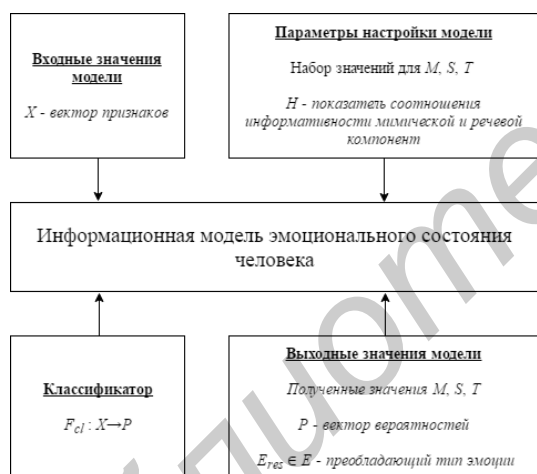 Входные значения
модели
X - вектор признаков
Параметры настройки модели
Набор значений для M, S, T
H - показатель соотношения
информативности мимической и речевой
компонент
Информационная модель эмоционального состояния
человека
Классификатор
F_cl : X→P
Выходные значения модели
Полученные значения M, S, T
P - вектор вероятностей
E_res ∈ E - преобладающий тип эмоции